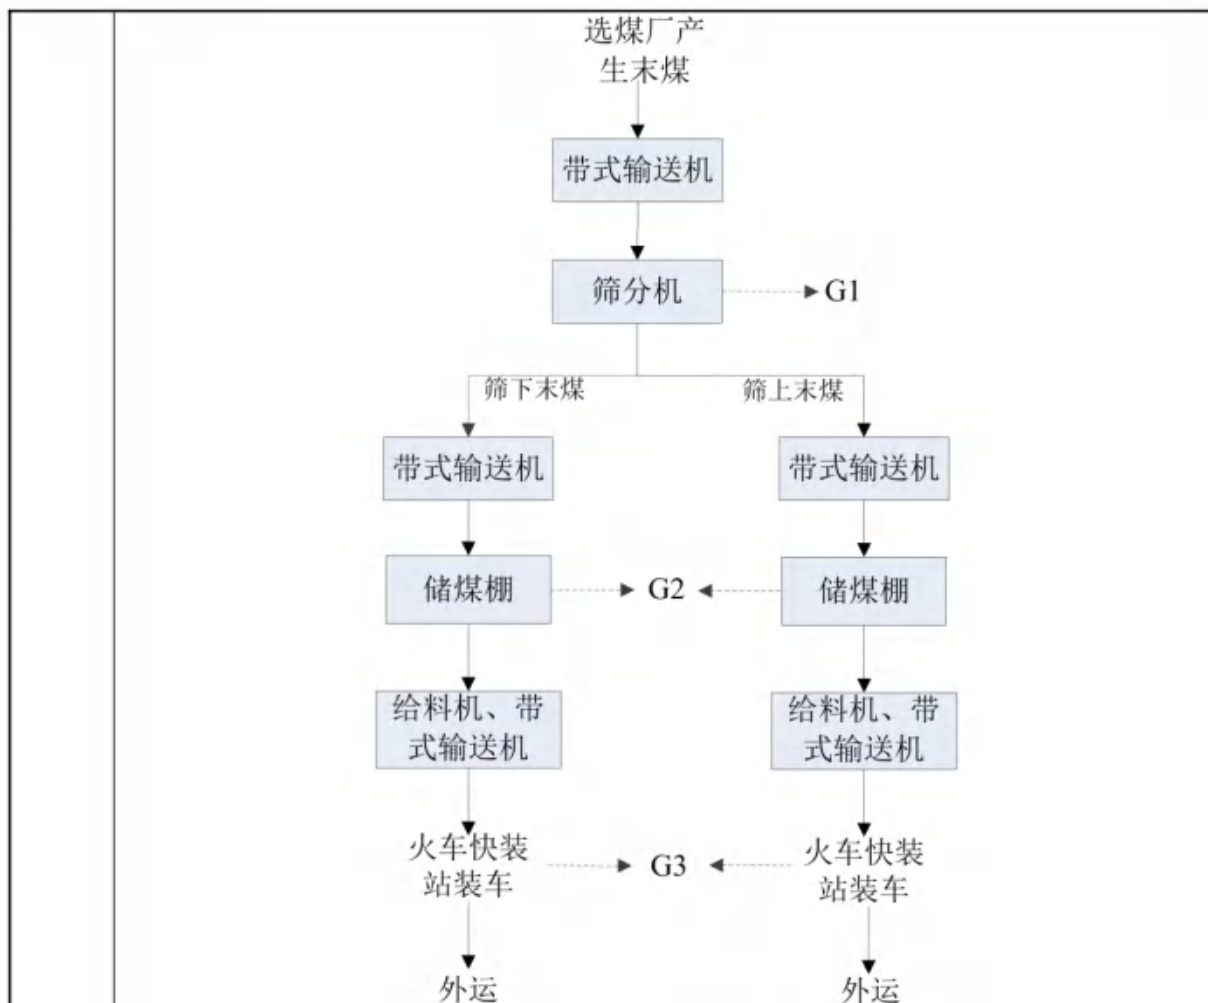 选煤厂产
生末煤
带式输送机
筛分机
G1
筛下末煤
筛上末煤
带式输送机
带式输送机
储煤棚
G2
储煤棚
给料机、带
式输送机
给料机、带
式输送机
火车快装
站装车
G3
火车快装
站装车
外运
外运